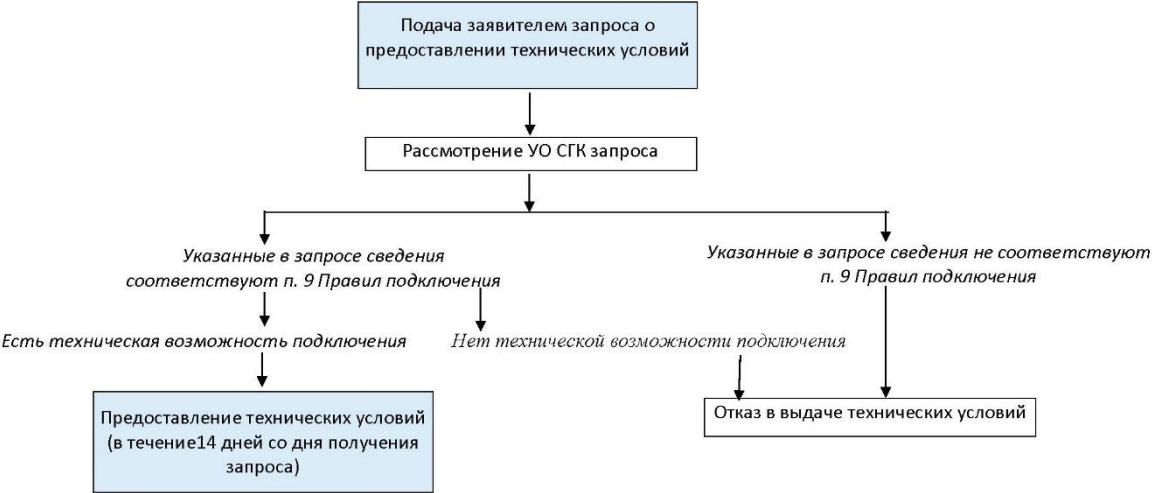 Подача заявителем запроса о
предоставлении технических условий
Рассмотрение УО СГК запроса
Указанные в запросе сведения
соответствуют п. 9 Правил подключения
Указанные в запросе сведения не соответствуют
п. 9 Правил подключения
Есть техническая возможность подключения
Нет технической возможности подключения
Предоставление технических условий
(в течение14 дней со дня получения
запроса)
Отказ в выдаче технических условий